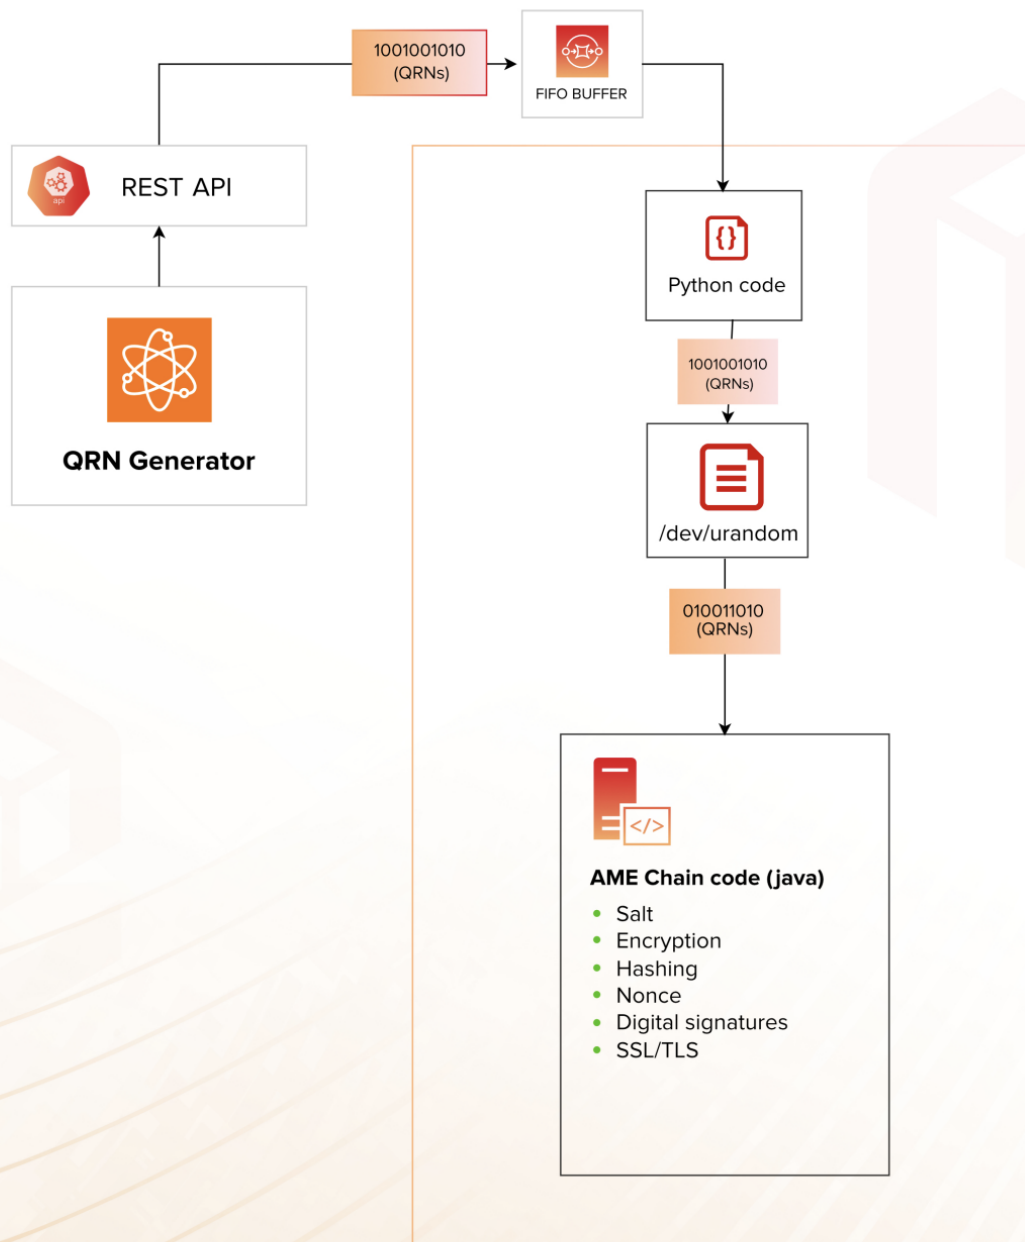 1001001010
(QRNs)
FIFO BUFFER
api
REST API
QRN Generator
{}
Python code
1001001010
(QRNs)
/dev/urandom
010011010
(QRNs)
</>
AME Chain code (java)
• Salt
• Encryption
• Hashing
• Nonce
• Digital signatures
• SSL/TLS